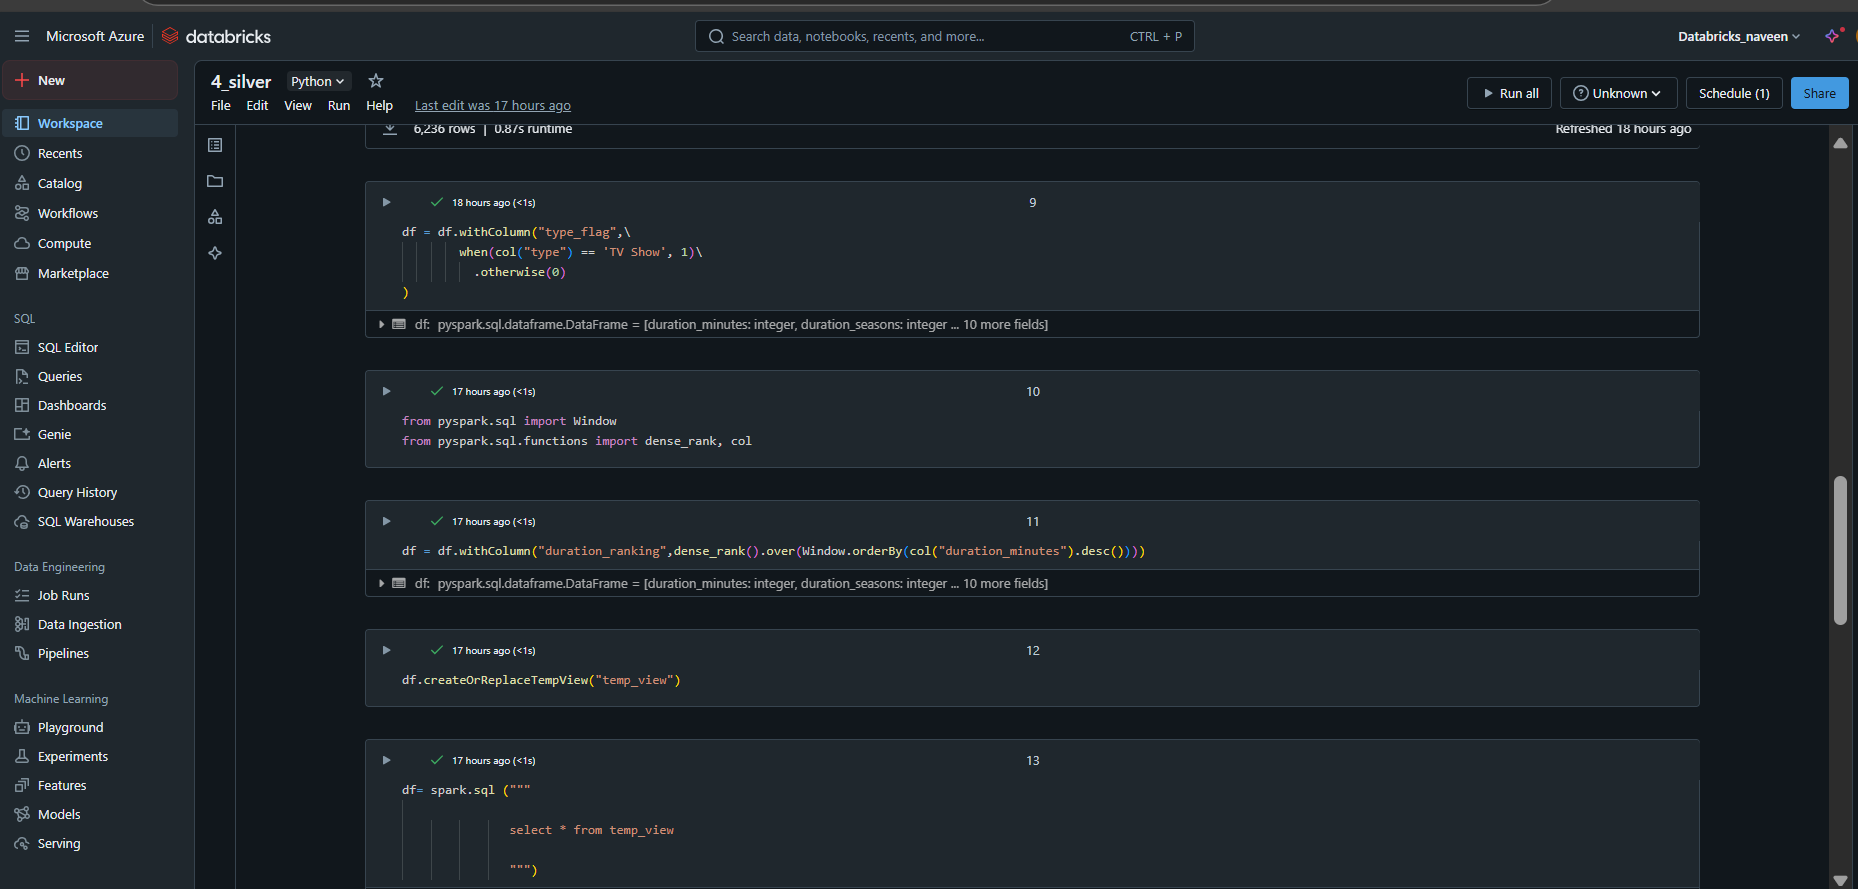 Microsoft Azure
databricks
Search data, notebooks, recents, and more...
CTRL + P
Databricks_naveen
New
Workspace
Recents
Catalog
Workflows
Compute
Marketplace
SQL
SQL Editor
Queries
Dashboards
Genie
Alerts
Query History
SQL Warehouses
Data Engineering
Job Runs
Data Ingestion
Pipelines
Machine Learning
Playground
Experiments
Features
Models
Serving
4_silver
Python
File Edit View Run Help
Last edit was 17 hours ago
Run all
Unknown
Schedule (1)
Share
6,236 rows | 0.87s runtime
Refreshed 18 hours ago
18 hours ago (<1s)
9
df = df.withColumn("type_flag",\
when(col("type") == 'TV Show', 1)\
.otherwise(0)
)
df: pyspark.sql.dataframe.DataFrame = [duration_minutes: integer, duration_seasons: integer ... 10 more fields]
17 hours ago (<1s)
10
from pyspark.sql import Window
from pyspark.sql.functions import dense_rank, col
17 hours ago (<1s)
11
df = df.withColumn("duration_ranking",dense_rank().over(Window.orderBy(col("duration_minutes").desc())))
df: pyspark.sql.dataframe.DataFrame = [duration_minutes: integer, duration_seasons: integer ... 10 more fields]
17 hours ago (<1s)
12
df.createOrReplaceTempView("temp_view")
17 hours ago (<1s)
13
df= spark.sql ("""
select * from temp_view
""")